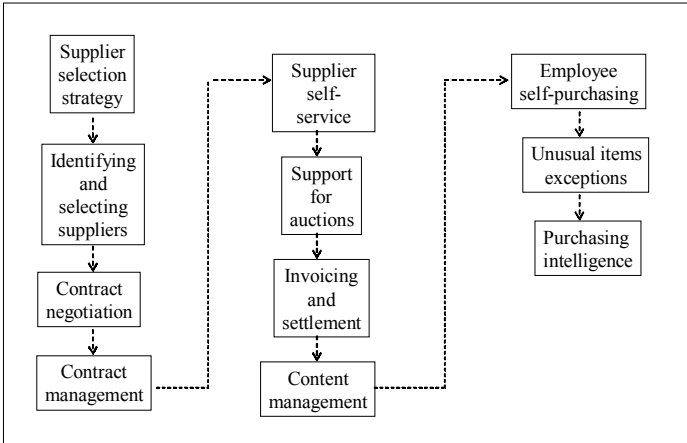 Supplier
selection
strategy
Identifying
and
selecting
suppliers
Contract
negotiation
Contract
management
Supplier
self-
service
Support
for
auctions
Invoicing
and
settlement
Content
management
Employee
self-purchasing
Unusual items
exceptions
Purchasing
intelligence